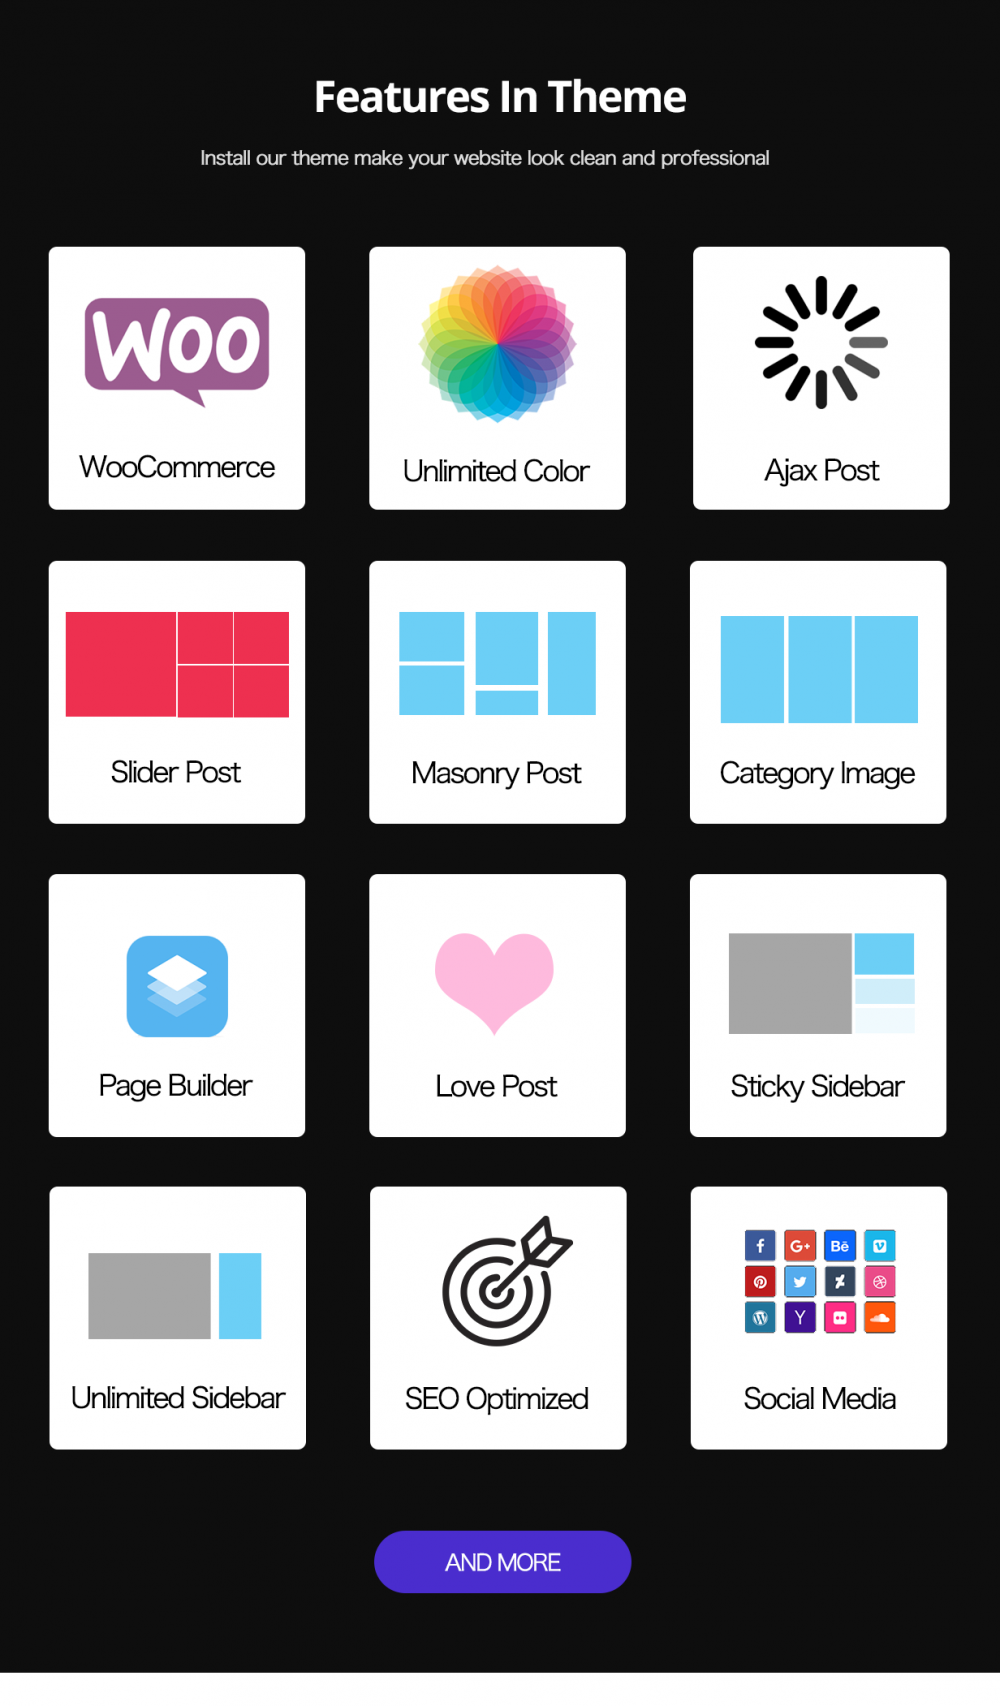 Features In Theme
Install our theme make your website look clean and professional
WOO
WooCommerce
Unlimited Color
Ajax Post
Slider Post
Masonry Post
Category Image
Page Builder
Love Post
Sticky Sidebar
Unlimited Sidebar
SEO Optimized
f G+ Bē
Y
Social Media
AND MORE